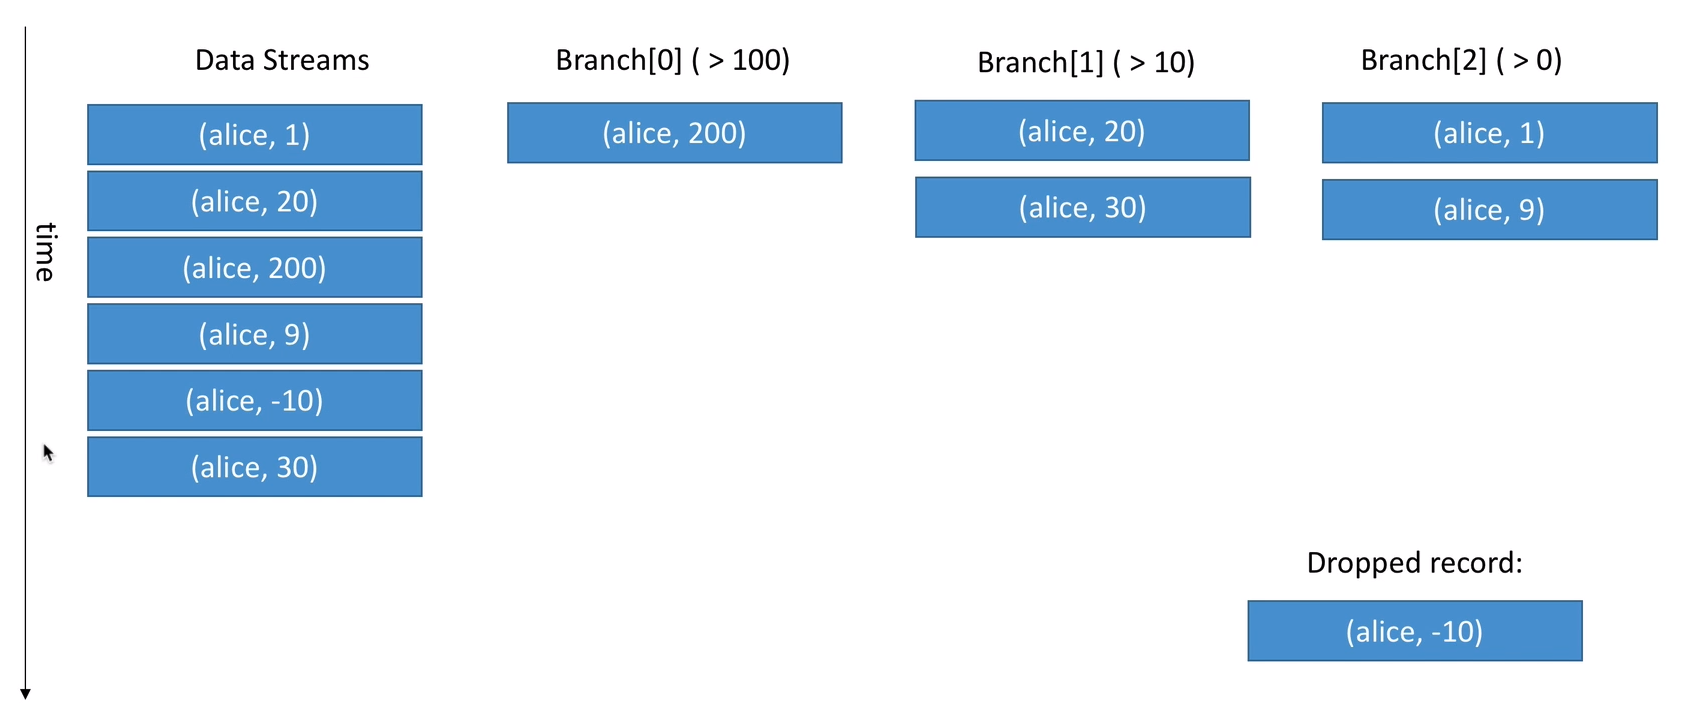 Data Streams
Branch[0] ( > 100)
Branch[1] ( > 10)
Branch[2] ( > 0)
(alice, 1)
(alice, 200)
(alice, 20)
(alice, 1)
(alice, 20)
(alice, 30)
(alice, 9)
time
(alice, 200)
(alice, 9)
(alice, -10)
(alice, 30)
Dropped record:
(alice, -10)